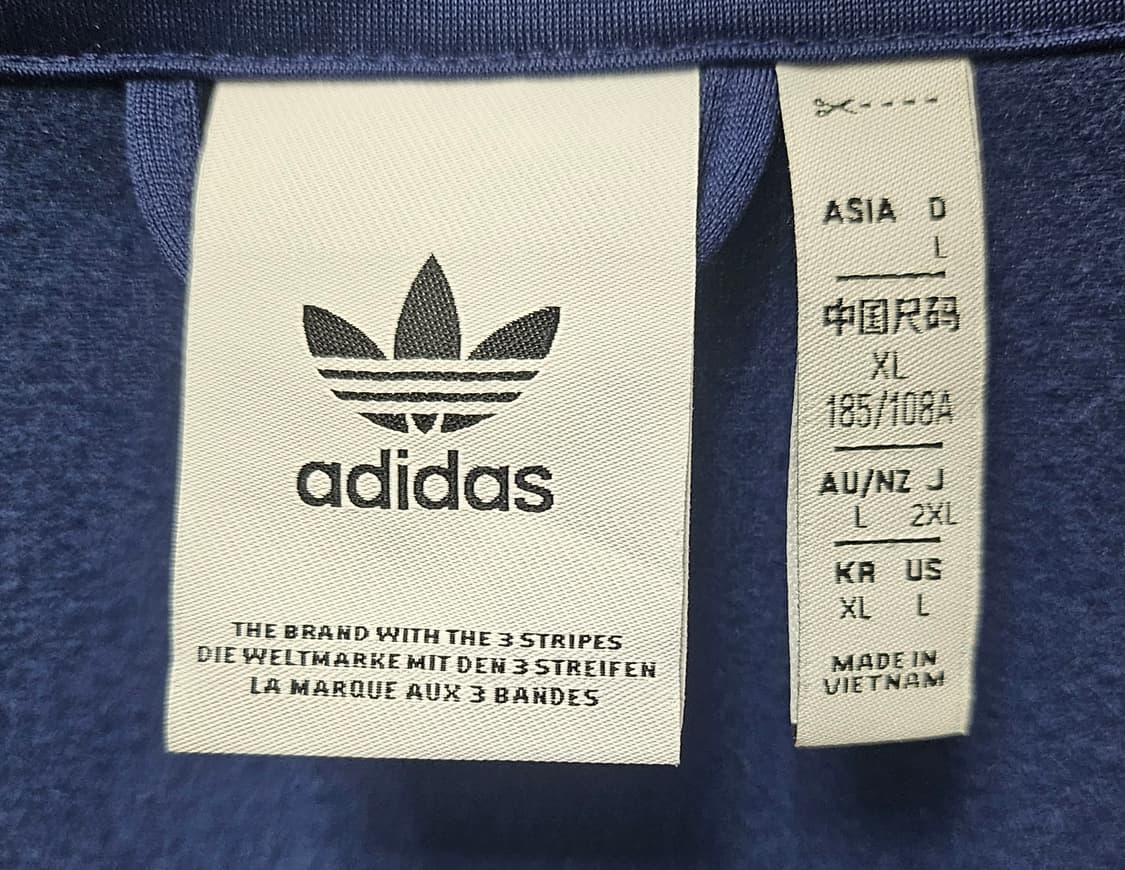 adidas
THE BRAND WITH THE 3 STRIPES
DIE WELTMARKE MIT DEN 3 STREIFEN
LA MARQUE AUX 3 BANDES
ASIA D
L
中国尺码
XL
185/108A
AU/NZ J
L 2XL
KR US
XL L
MADE IN
VIETNAM